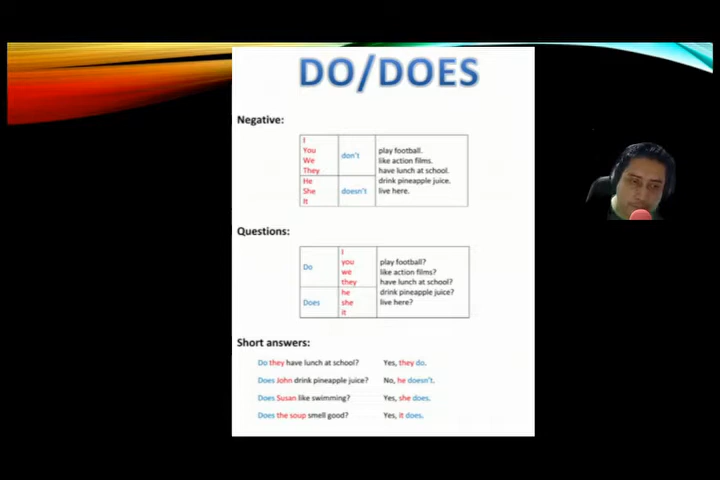 DO/DOES
Negative:
I
You
We
They
don't
He
She
It
doesn't
play football.
like action films.
have lunch at school.
drink pineapple juice.
live here.
Questions:
Do
I
you
we
they
Does
he
she
it
play football?
like action films?
have lunch at school?
drink pineapple juice?
live here?
Short answers:
Do they have lunch at school? Yes, they do.
Does John drink pineapple juice? No, he doesn't.
Does Susan like swimming? Yes, she does.
Does the soup smell good? Yes, it does.